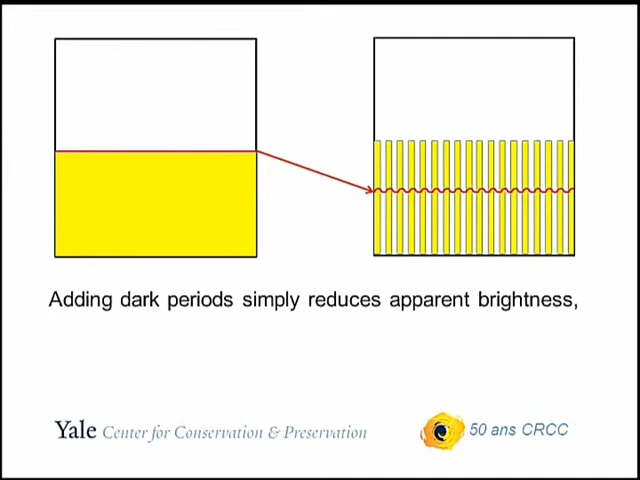 Adding dark periods simply reduces apparent brightness,
Yale Center for Conservation & Preservation
50 ans CRCC